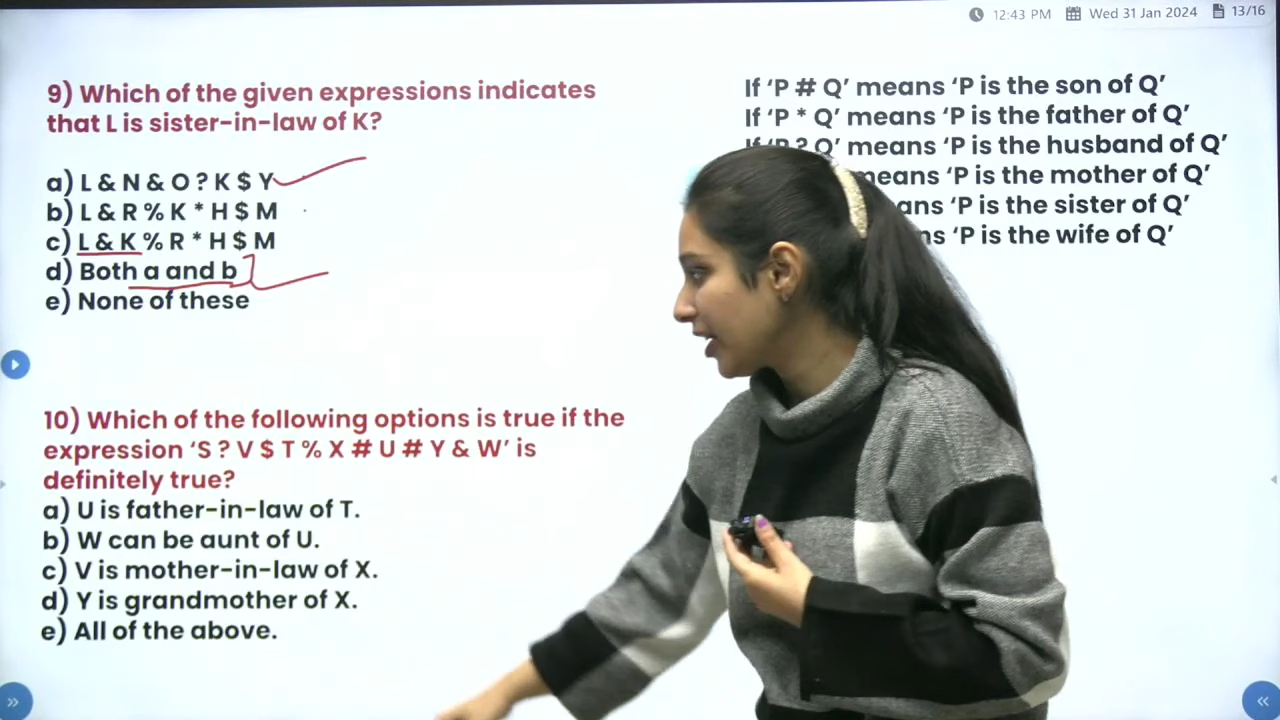 12:43 PM Wed 31 Jan 2024 13/16
9) Which of the given expressions indicates
that L is sister-in-law of K?
a) L & N & O ? K $ Y
b) L & R % K * H $ M
c) L & K % R * H $ M
d) Both a and b
e) None of these
If ‘P # Q’ means ‘P is the son of Q’
If ‘P * Q’ means ‘P is the father of Q’
If ‘P ? Q’ means ‘P is the husband of Q’
means ‘P is the mother of Q’
‘P is the sister of Q’
‘P is the wife of Q’
10) Which of the following options is true if the
expression ‘S ? V $ T % X # U # Y & W’ is
definitely true?
a) U is father-in-law of T.
b) W can be aunt of U.
c) V is mother-in-law of X.
d) Y is grandmother of X.
e) All of the above.